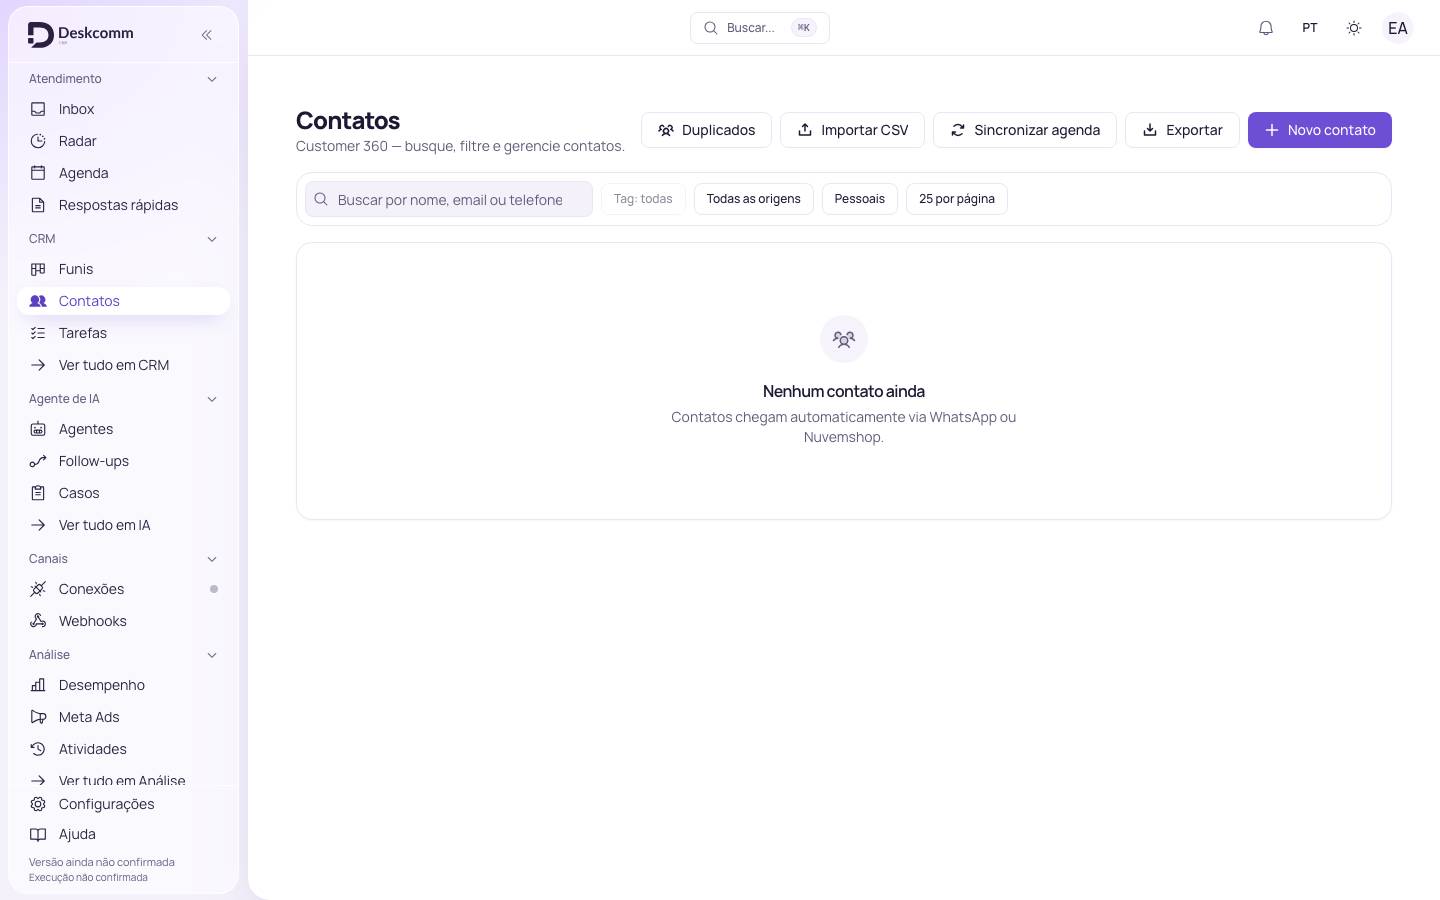 Deskcomm
Buscar...
⌘K
PT
EA
Atendimento
Inbox
Radar
Agenda
Respostas rápidas
CRM
Funis
Contatos
Tarefas
Ver tudo em CRM
Agente de IA
Agentes
Follow-ups
Casos
Ver tudo em IA
Canais
Conexões
Webhooks
Análise
Desempenho
Meta Ads
Atividades
Ver tudo em Análise
Configurações
Ajuda
Versão ainda não confirmada
Execução não confirmada
Contatos
Customer 360 — busque, filtre e gerencie contatos.
Duplicados
Importar CSV
Sincronizar agenda
Exportar
Novo contato
Buscar por nome, email ou telefone
Tag: todas
Todas as origens
Pessoais
25 por página
Nenhum contato ainda
Contatos chegam automaticamente via WhatsApp ou
Nuvemshop.